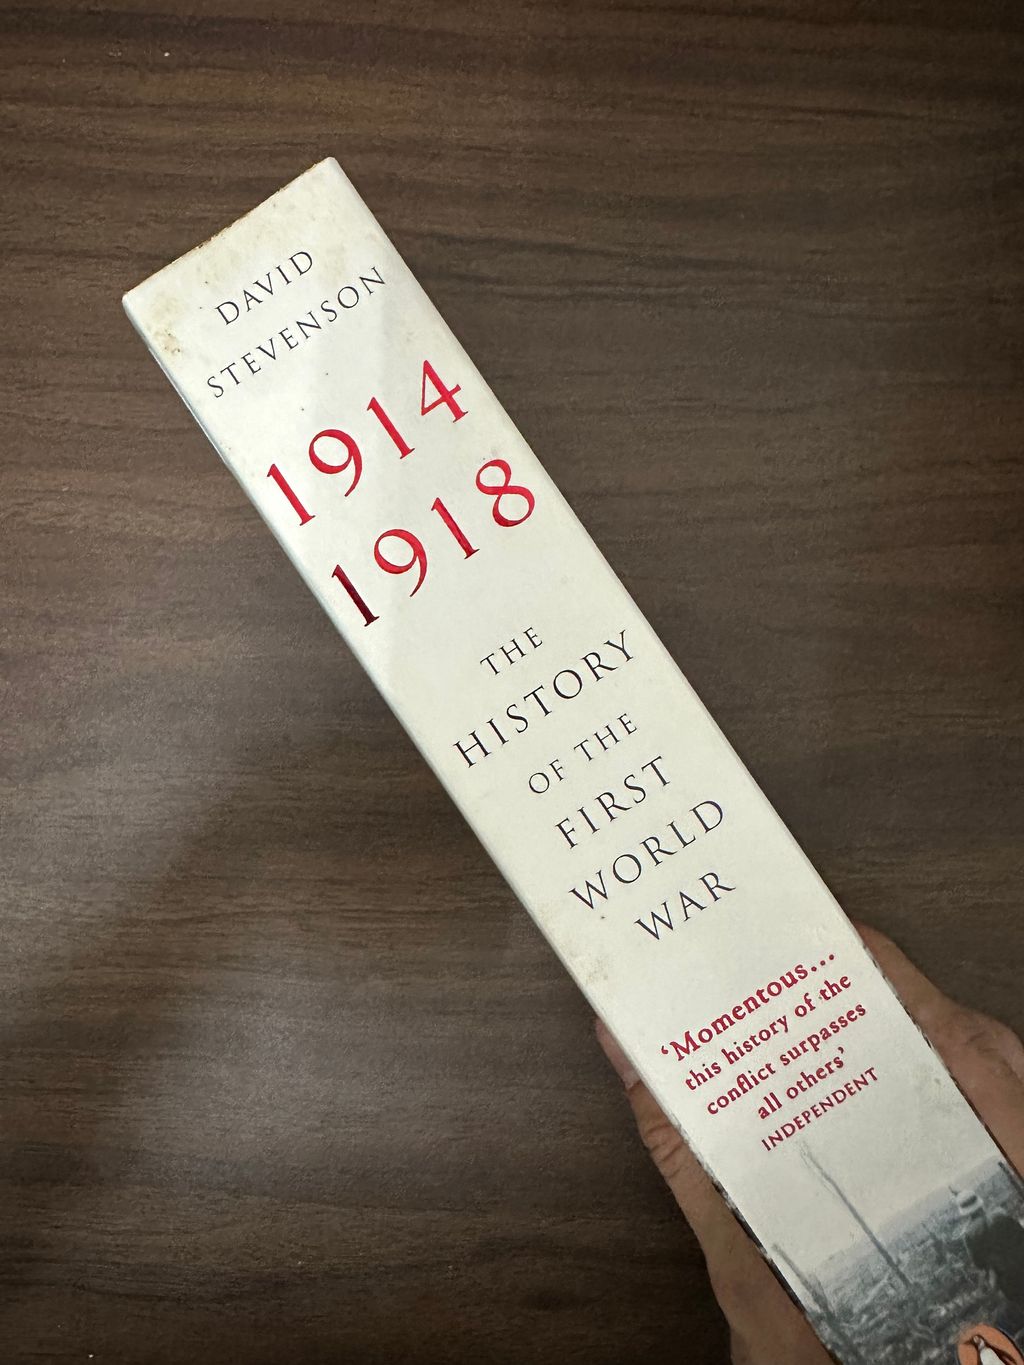 DAVID
STEVENSON
1914
1918
THE
HISTORY
OF THE
FIRST
WORLD
WAR
‘Momentous...
this history of the
conflict surpasses
all others’
INDEPENDENT